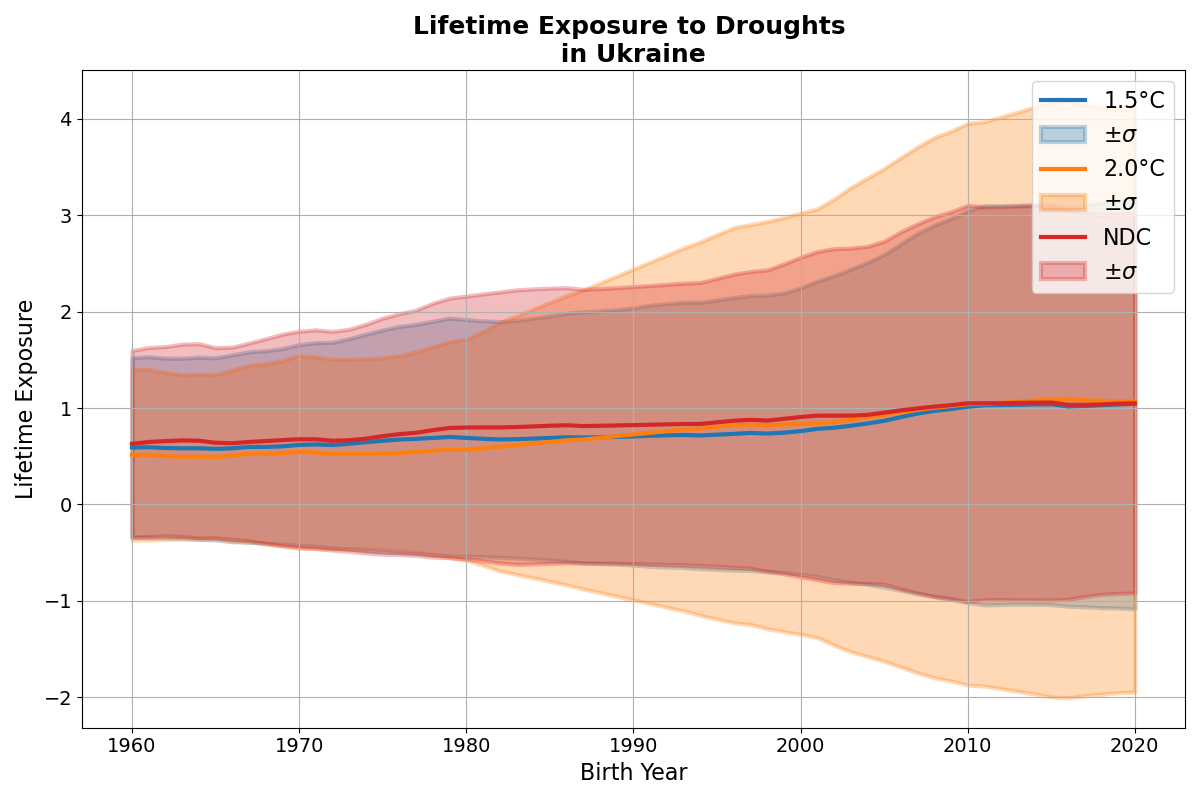 Lifetime Exposure to Droughts
in Ukraine
Lifetime Exposure
4
3
2
1
0
−1
−2
1960
1970
1980
1990
2000
2010
2020
Birth Year
1.5°C
±σ
2.0°C
±σ
NDC
±σ